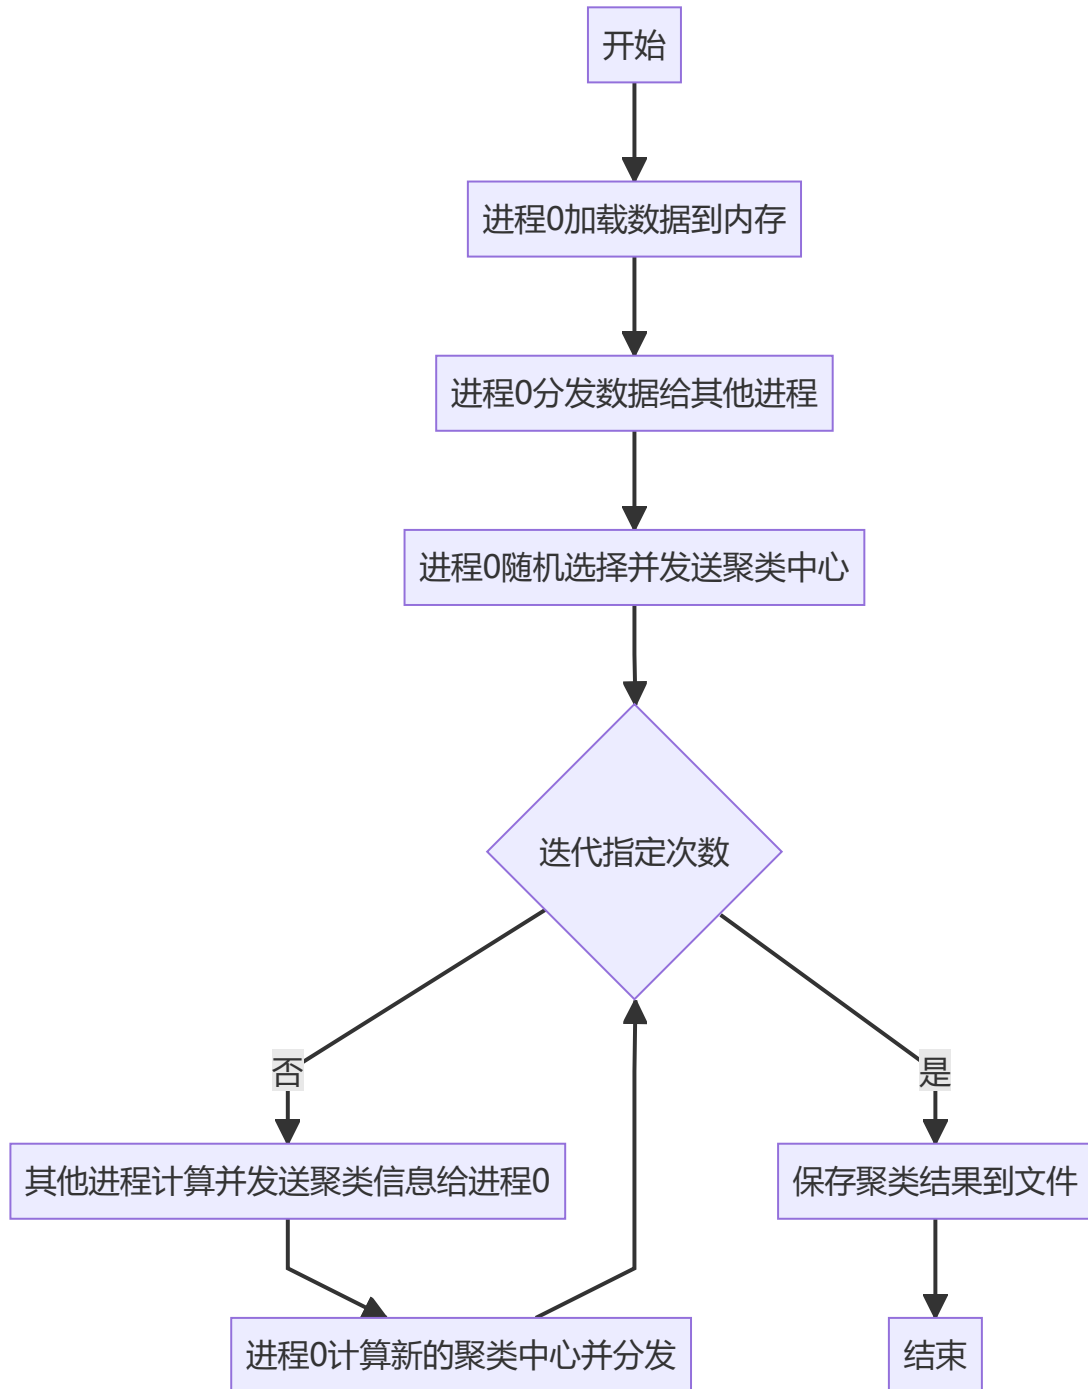 开始
进程0加载数据到内存
进程0分发数据给其他进程
进程0随机选择并发送聚类中心
迭代指定次数
否
是
其他进程计算并发送聚类信息给进程0
保存聚类结果到文件
进程0计算新的聚类中心并分发
结束